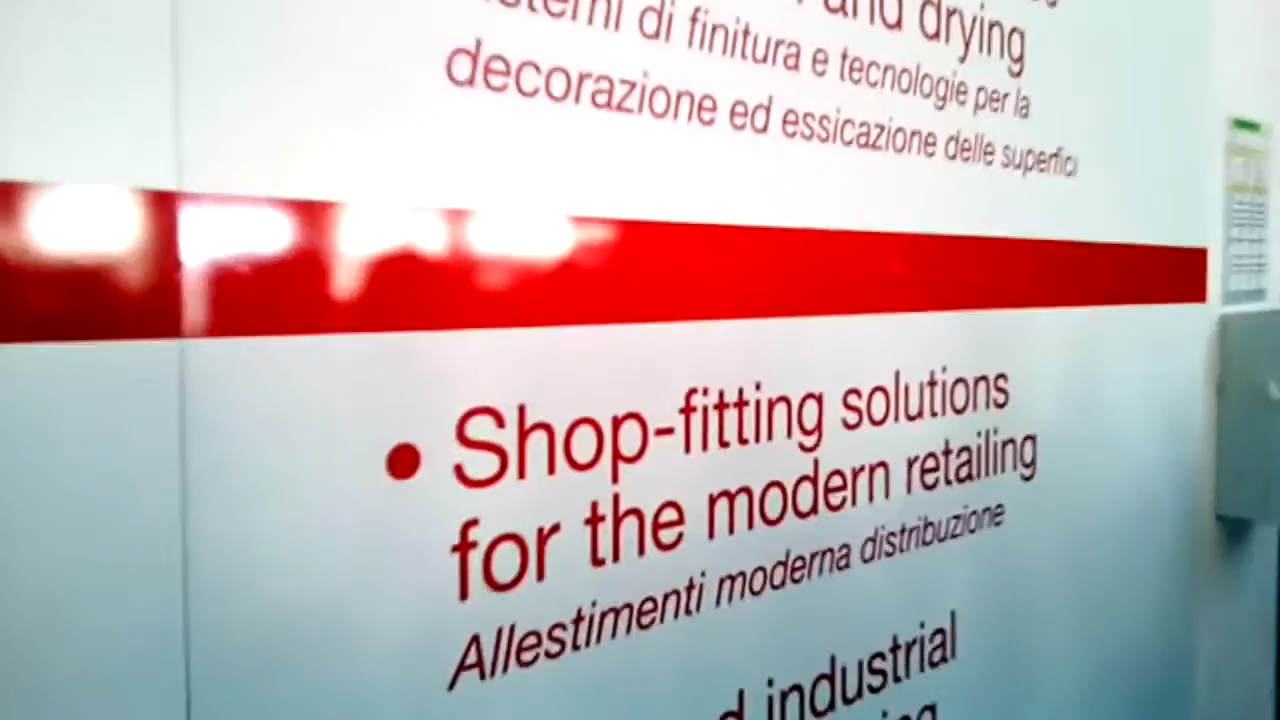 and drying
di finitura e tecnologie per la
decorazione ed essicazione delle superfici
• Shop-fitting solutions
for the modern retailing
Allestimenti moderna distribuzione
industrial